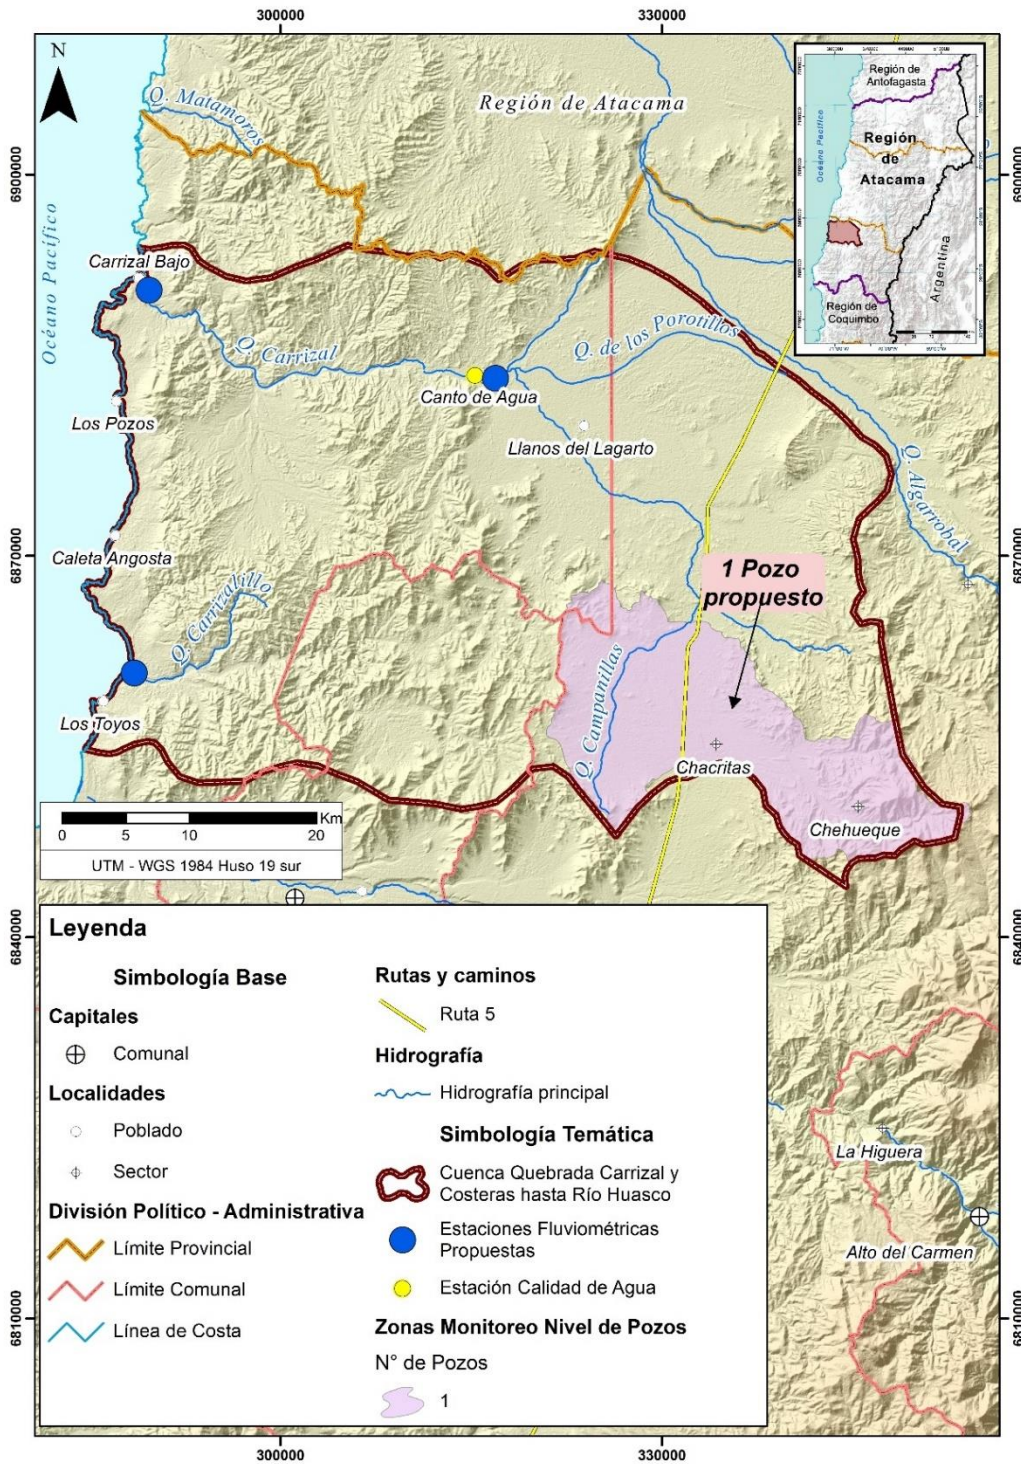 300000
330000
N
Q. Matamoros
Región de Atacama
6900000
6900000
Océano Pacífico
Carrizal Bajo
Q. Carrizal
Q. de los Porotillos
Canto de Agua
Los Pozos
Llanos del Lagarto
Q. Algarrobal
Caleta Angosta
6870000
6870000
1 Pozo
propuesto
Q. Carrizalillo
Q. Campanillas
Los Toyos
Chacritas
Chehueque
Región de
Antofagasta
Océano Pacífico
Región
de
Atacama
Argentina
Región de
Coquimbo
Km
0 5 10 20
UTM - WGS 1984 Huso 19 sur
6840000
6840000
Leyenda
Simbología Base
Capitales
Comunal
Localidades
Poblado
Sector
División Político - Administrativa
Límite Provincial
Límite Comunal
Línea de Costa
Rutas y caminos
Ruta 5
Hidrografía
Hidrografía principal
Simbología Temática
Cuenca Quebrada Carrizal y
Costeras hasta Río Huasco
Estaciones Fluviométricas
Propuestas
Estación Calidad de Agua
Zonas Monitoreo Nivel de Pozos
N° de Pozos
1
La Higuera
Alto del Carmen
6810000
6810000
300000
330000